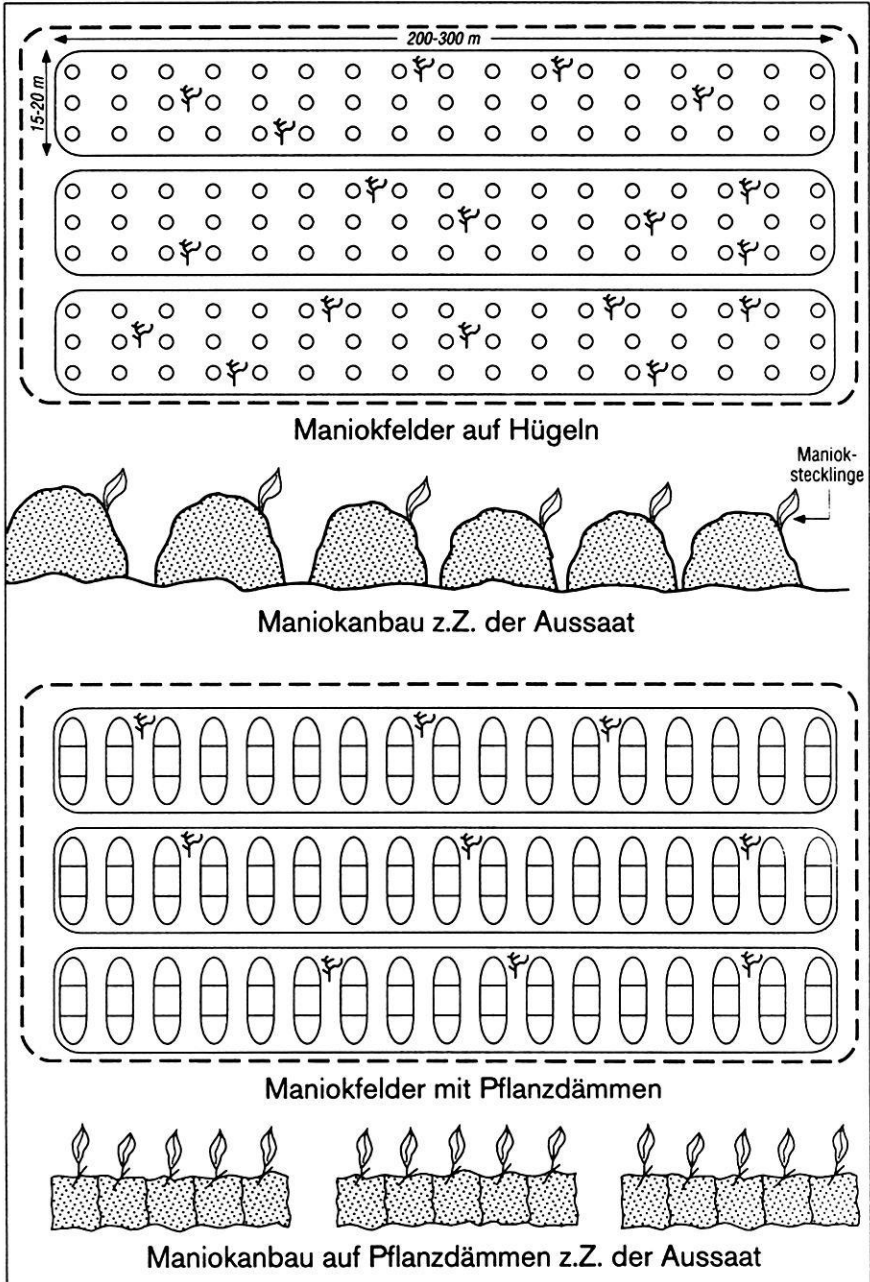 200-300 m
15-20 m
Maniokfelder auf Hügeln
Maniok-
stecklinge
Maniokanbau z.Z. der Aussaat
Maniokfelder mit Pflanzdämmen
Maniokanbau auf Pflanzdämmen z.Z. der Aussaat